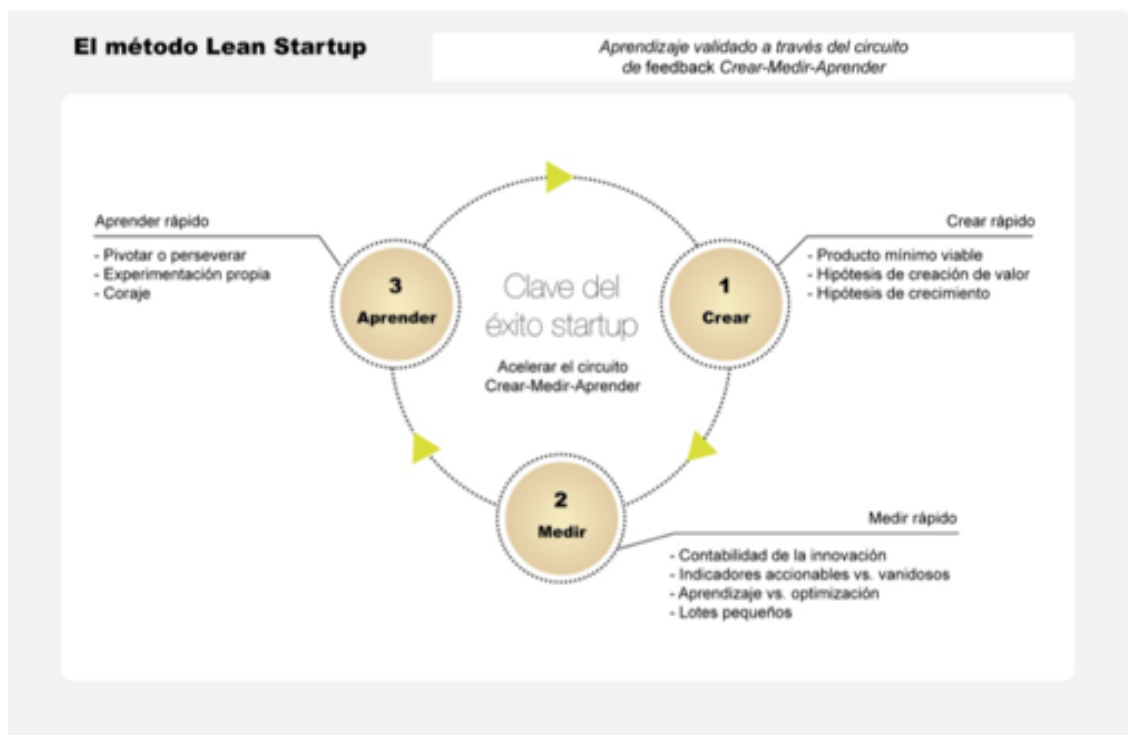 El método Lean Startup
Aprendizaje validado a través del circuito
de feedback Crear-Medir-Aprender
Aprender rápido
- Pivotar o perseverar
- Experimentación propia
- Coraje
3
Aprender
Clave del
éxito startup
Acelerar el circuito
Crear-Medir-Aprender
1
Crear
Crear rápido
- Producto mínimo viable
- Hipótesis de creación de valor
- Hipótesis de crecimiento
2
Medir
Medir rápido
- Contabilidad de la innovación
- Indicadores accionables vs. vanidosos
- Aprendizaje vs. optimización
- Lotes pequeños